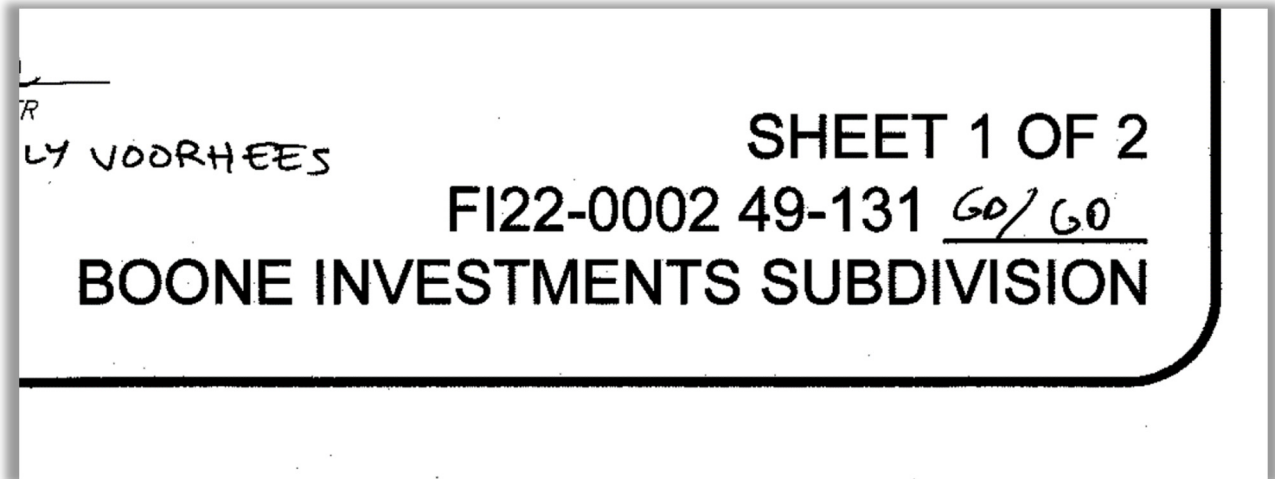 LY VOORHEES
SHEET 1 OF 2
FI22-0002 49-131 60/60
BOONE INVESTMENTS SUBDIVISION